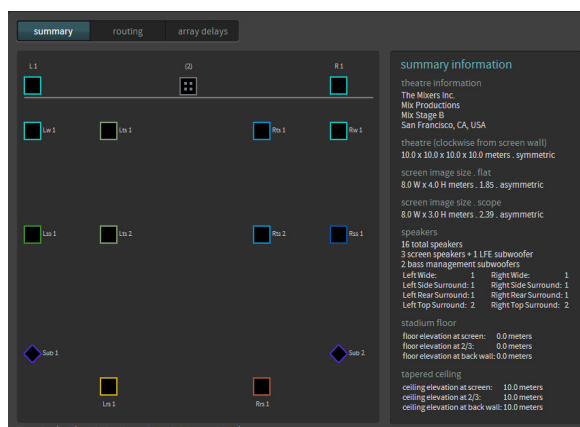 summary
routing
array delays
L 1
(2)
R 1
Lw 1
Lts 1
Rts 1
Rw 1
Lss 1
Lts 2
Rts 2
Rss 1
Sub 1
Sub 2
Lrs 1
Rrs 1
summary information
theatre information
The Mixers Inc.
Mix Productions
Mix Stage B
San Francisco, CA, USA
theatre (clockwise from screen wall)
10.0 x 10.0 x 10.0 x 10.0 meters . symmetric
screen image size . flat
8.0 W x 4.0 H meters . 1.85 . asymmetric
screen image size . scope
8.0 W x 3.0 H meters . 2.39 . asymmetric
speakers
16 total speakers
3 screen speakers + 1 LFE subwoofer
2 bass management subwoofers
Left Wide: 1 Right Wide: 1
Left Side Surround: 1 Right Side Surround: 1
Left Rear Surround: 1 Right Rear Surround: 1
Left Top Surround: 2 Right Top Surround: 2
stadium floor
floor elevation at screen: 0.0 meters
floor elevation at 2/3: 0.0 meters
floor elevation at back wall: 0.0 meters
tapered ceiling
ceiling elevation at screen: 10.0 meters
ceiling elevation at 2/3: 10.0 meters
ceiling elevation at back wall: 10.0 meters